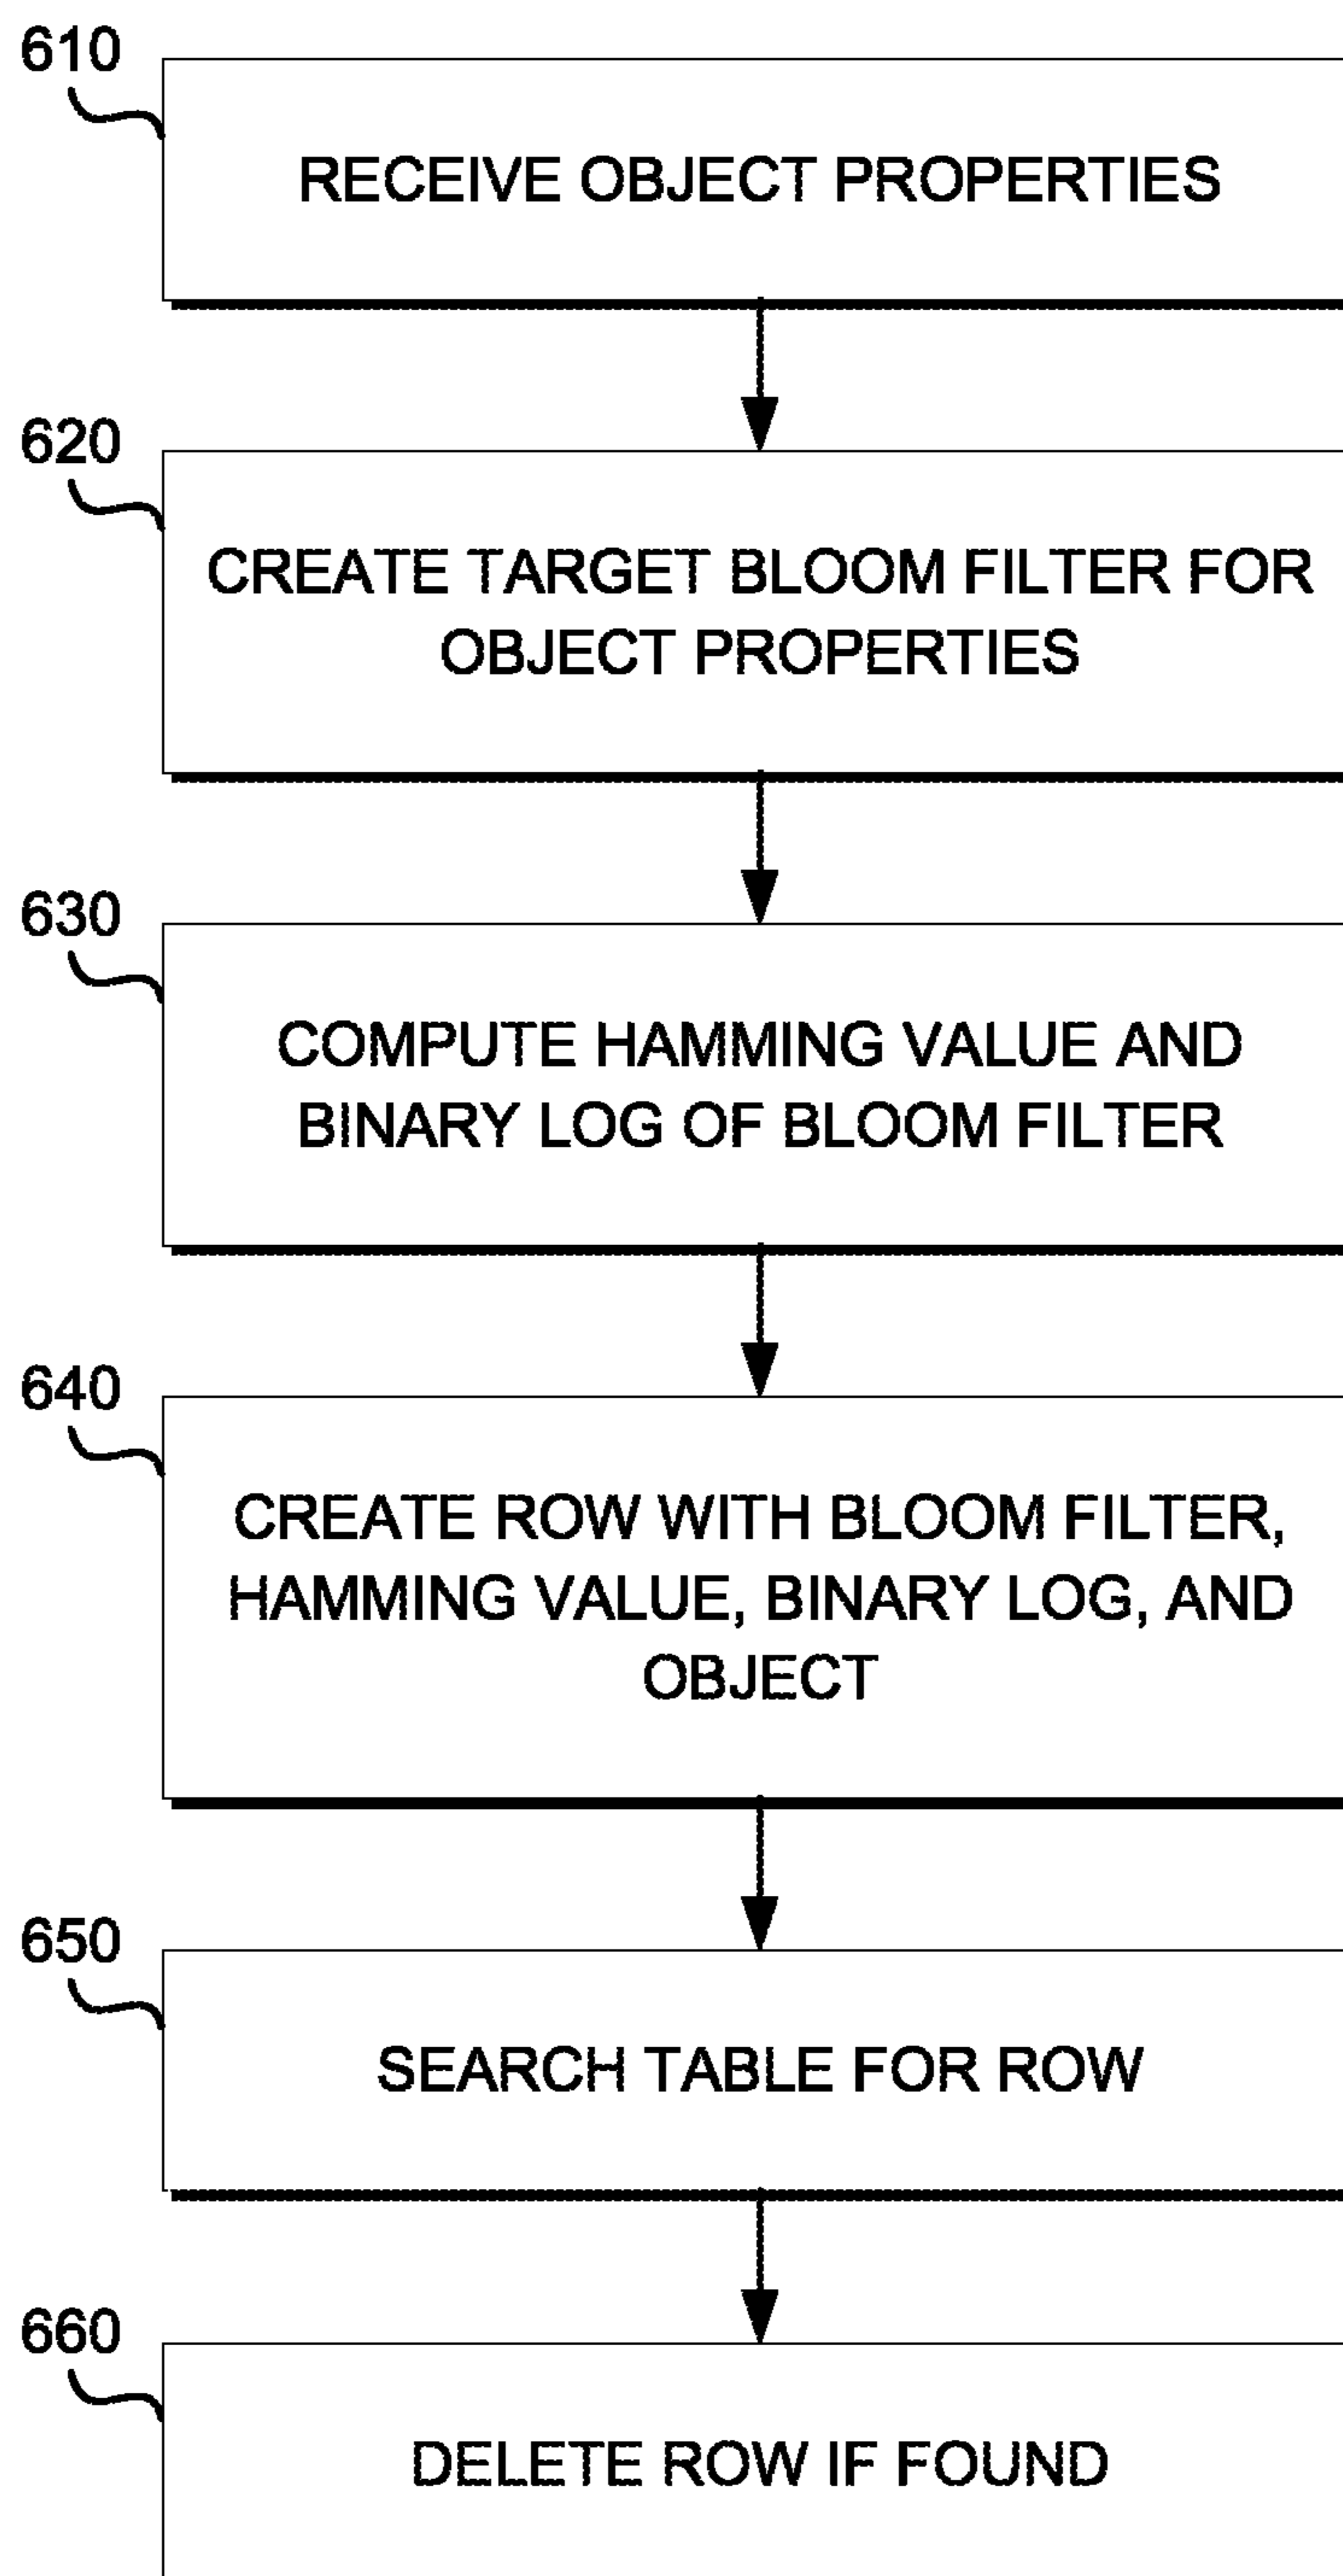 610
RECEIVE OBJECT PROPERTIES
620
CREATE TARGET BLOOM FILTER FOR
OBJECT PROPERTIES
630
COMPUTE HAMMING VALUE AND
BINARY LOG OF BLOOM FILTER
640
CREATE ROW WITH BLOOM FILTER,
HAMMING VALUE, BINARY LOG, AND
OBJECT
650
SEARCH TABLE FOR ROW
660
DELETE ROW IF FOUND